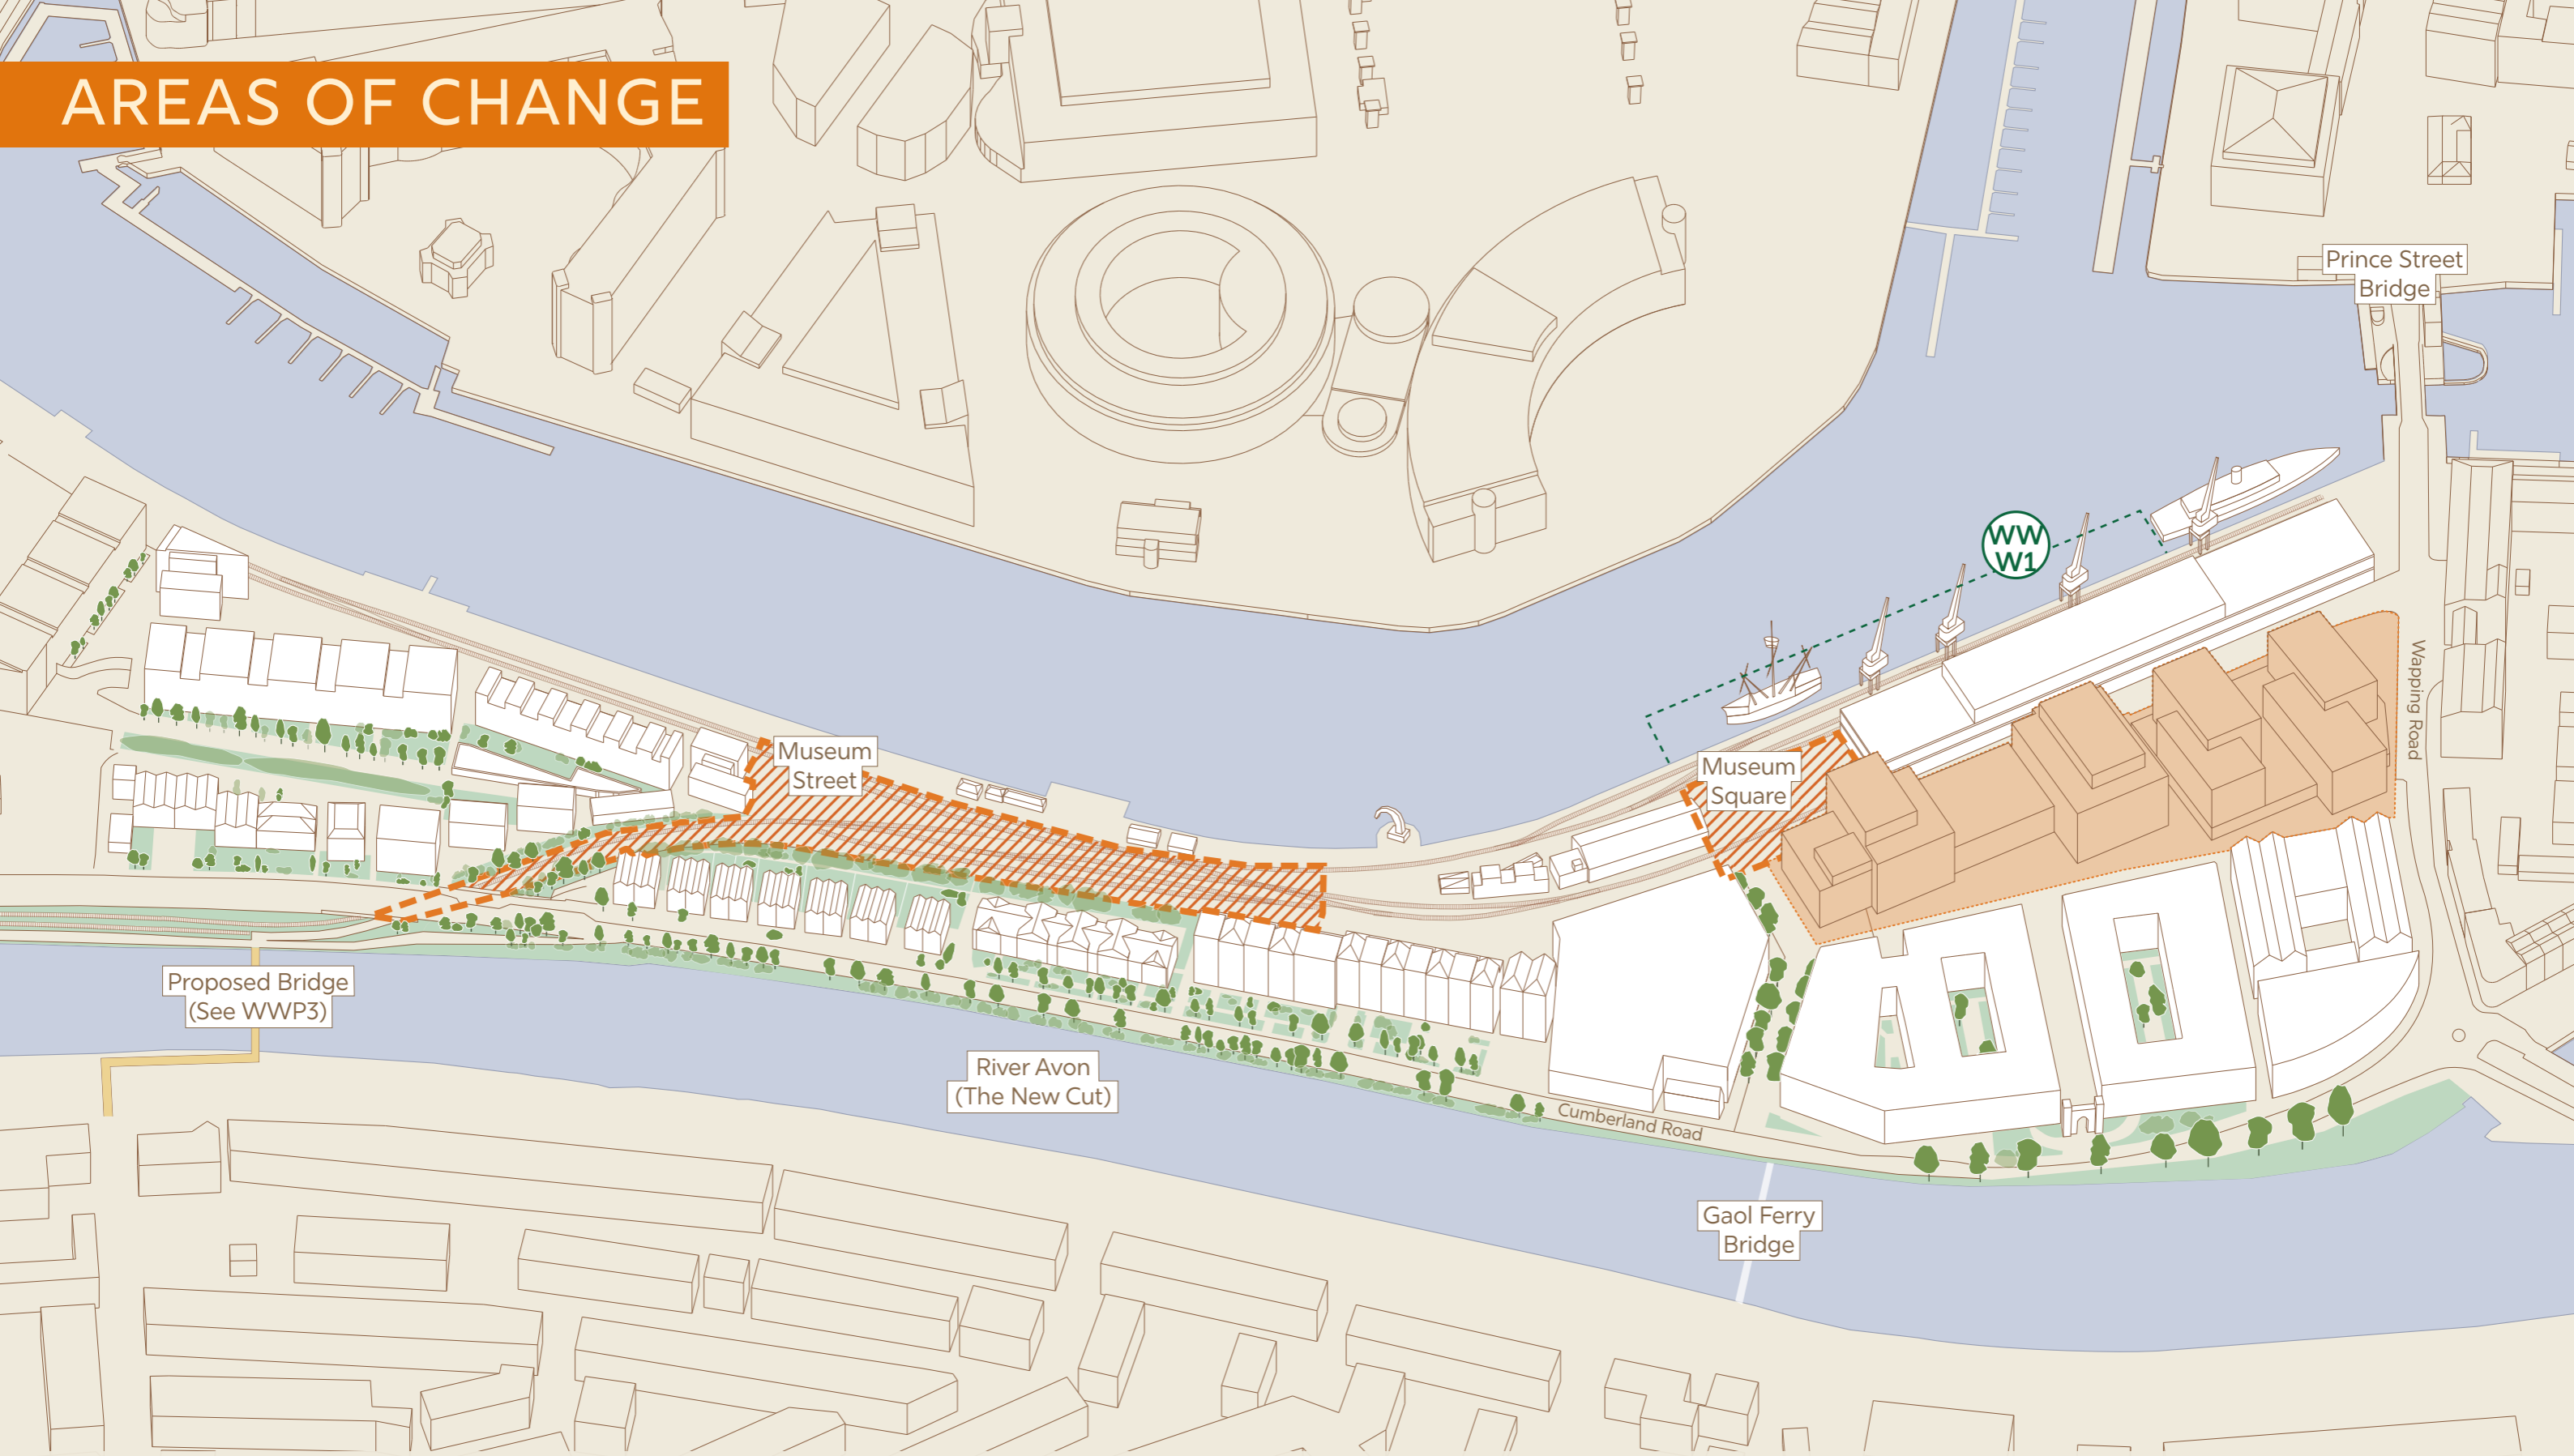 AREAS OF CHANGE
Prince Street
Bridge
WW
W1
Wapping Road
Museum
Street
Museum
Square
Proposed Bridge
(See WWP3)
River Avon
(The New Cut)
Cumberland Road
Gaol Ferry
Bridge